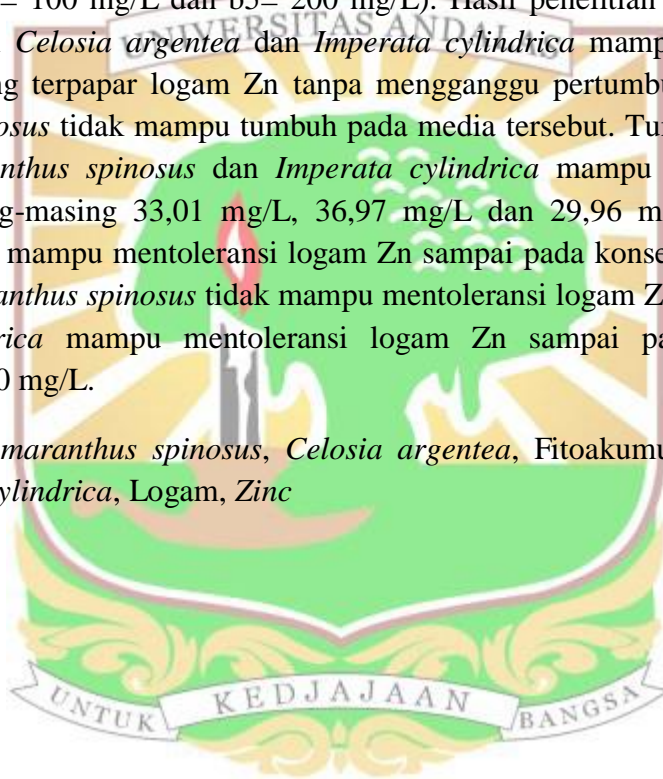 = 100 mg/L dan b3= 200 mg/L). Hasil penelitian
UNIVERSITAS ANDALAS
Celosia argentea dan Imperata cylindrica mamp
ng terpapar logam Zn tanpa mengganggu pertumbu
osus tidak mampu tumbuh pada media tersebut. Tu
anthus spinosus dan Imperata cylindrica mampu
g-masing 33,01 mg/L, 36,97 mg/L dan 29,96 m
mampu mentoleransi logam Zn sampai pada konse
anthus spinosus tidak mampu mentoleransi logam Z
rica mampu mentoleransi logam Zn sampai pa
0 mg/L.
maranthus spinosus, Celosia argentea, Fitoakumu
ylindrica, Logam, Zinc
UNTUK KEDJAJAAN BANGSA